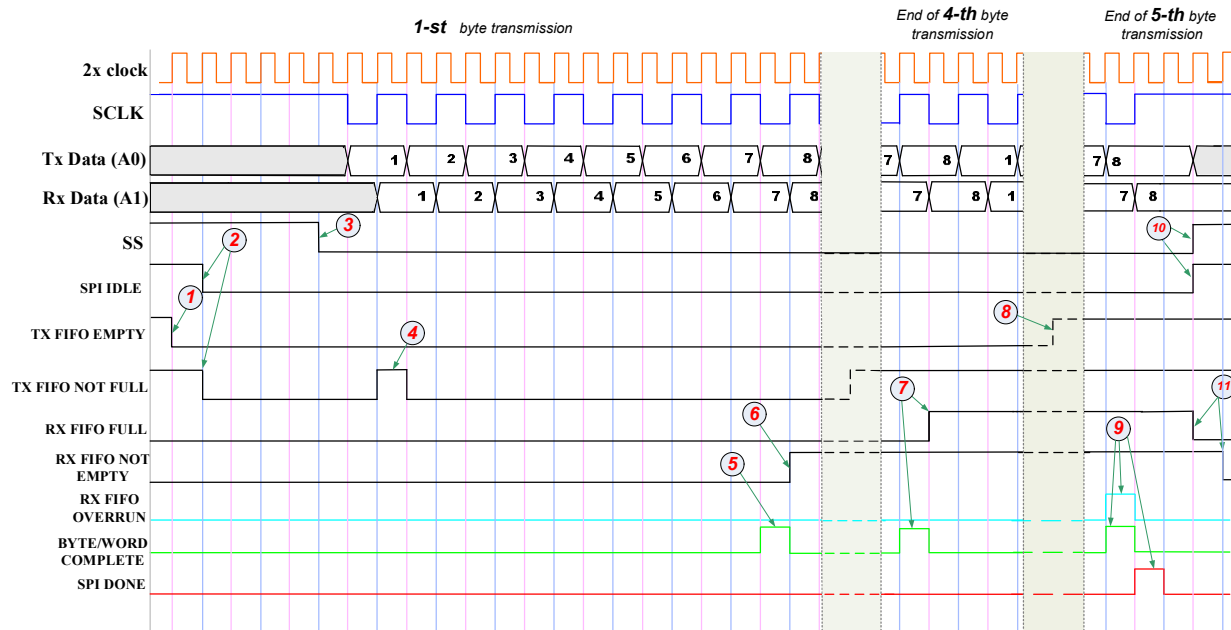 1-st byte transmission
End of 4-th byte
transmission
End of 5-th byte
transmission
2x clock
SCLK
Tx Data (A0)
1 2 3 4 5 6 7 8 7 8 1 7 8
Rx Data (A1)
1 2 3 4 5 6 7 8 7 8 1 7 8
SS
3
2
10
SPI IDLE
1
TX FIFO EMPTY
4
8
TX FIFO NOT FULL
7
11
RX FIFO FULL
6
9
RX FIFO NOT
EMPTY
5
RX FIFO
OVERRUN
BYTE/WORD
COMPLETE
SPI DONE